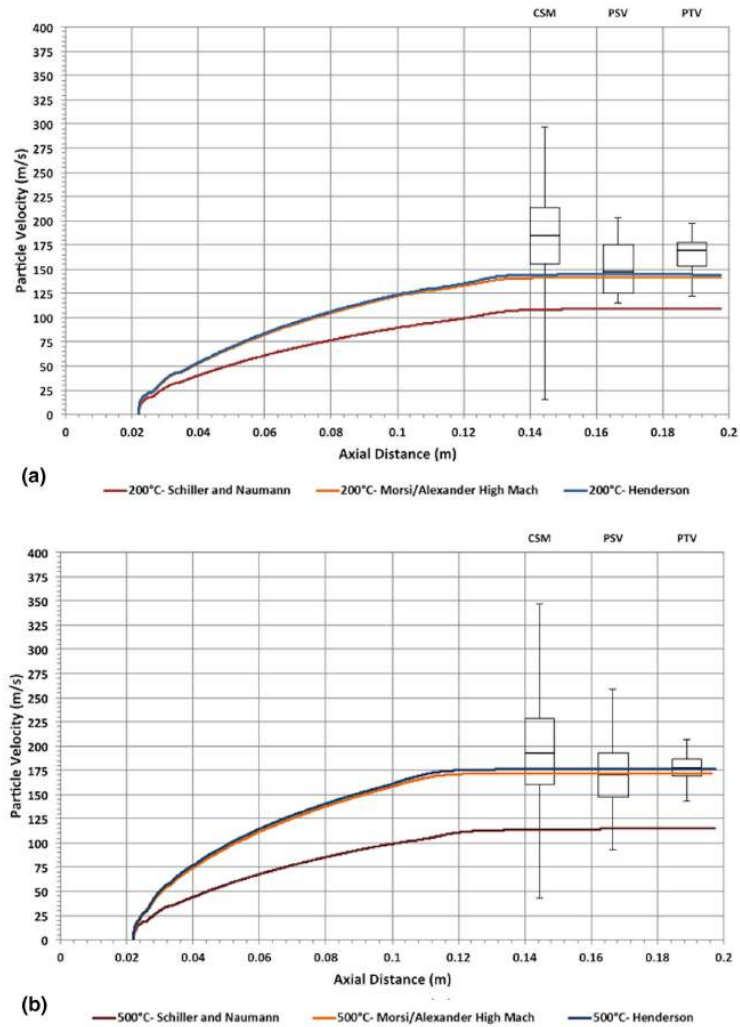 CSM PSV PTV
400
375
350
325
300
275
250
225
200
175
150
125
100
75
50
25
0
Particle Velocity (m/s)
0 0.02 0.04 0.06 0.08 0.1 0.12 0.14 0.16 0.18 0.2
Axial Distance (m)
(a)
200°C- Schiller and Naumann 200°C- Morsi/Alexander High Mach 200°C- Henderson
CSM PSV PTV
400
375
350
325
300
275
250
225
200
175
150
125
100
75
50
25
0
Particle Velocity (m/s)
0 0.02 0.04 0.06 0.08 0.1 0.12 0.14 0.16 0.18 0.2
Axial Distance (m)
(b)
500°C- Schiller and Naumann 500°C- Morsi/Alexander High Mach 500°C- Henderson